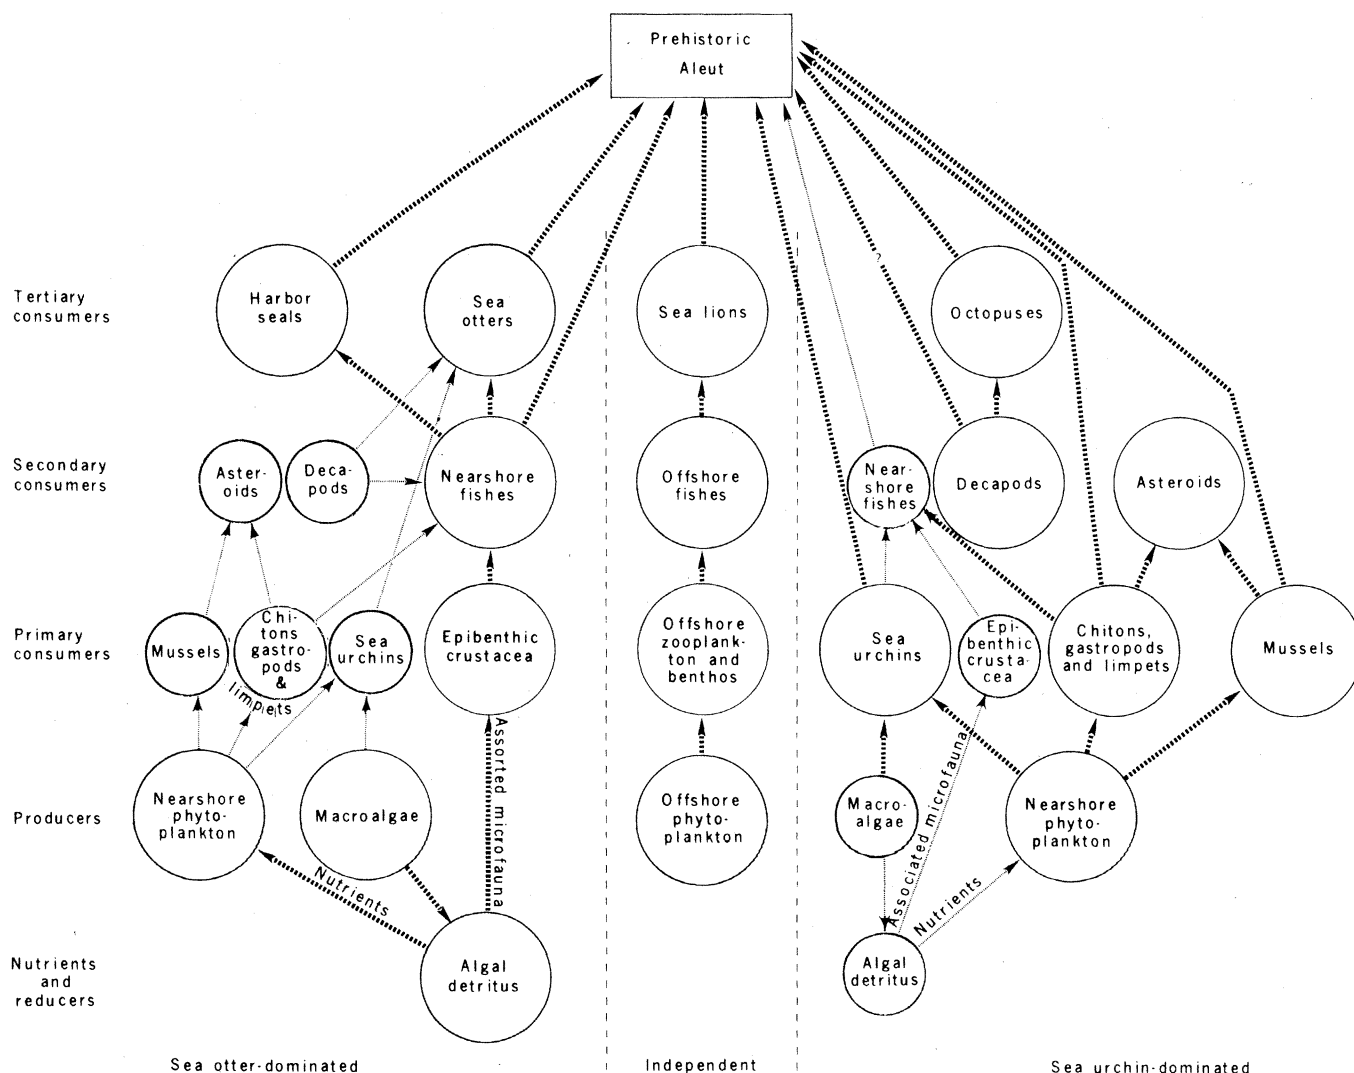 Prehistoric
Aleut
Tertiary
consumers
Harbor
seals
Sea
otters
Sea lions
?
Octopuses
Secondary
consumers
Aster-
oids
Deca-
pods
Nearshore
fishes
Offshore
fishes
Near-
shore
fishes
Decapods
Asteroids
Primary
consumers
Mussels
Chi-
tons
gastro-
pods
&
limpets
Sea
urchins
Epibenthic
crustacea
Offshore
zooplank-
ton and
benthos
Sea
urchins
Epi-
benthic
crusta-
cea
Chitons,
gastropods
and limpets
Mussels
Producers
Nearshore
phyto-
plankton
Macroalgae
Assorted microfauna
Offshore
phyto-
plankton
Macro-
algae
Associated microfauna
Nearshore
phyto-
plankton
Nutrients
and
reducers
Nutrients
Algal
detritus
Algal
detritus
Nutrients
Sea otter-dominated
Independent
Sea urchin-dominated